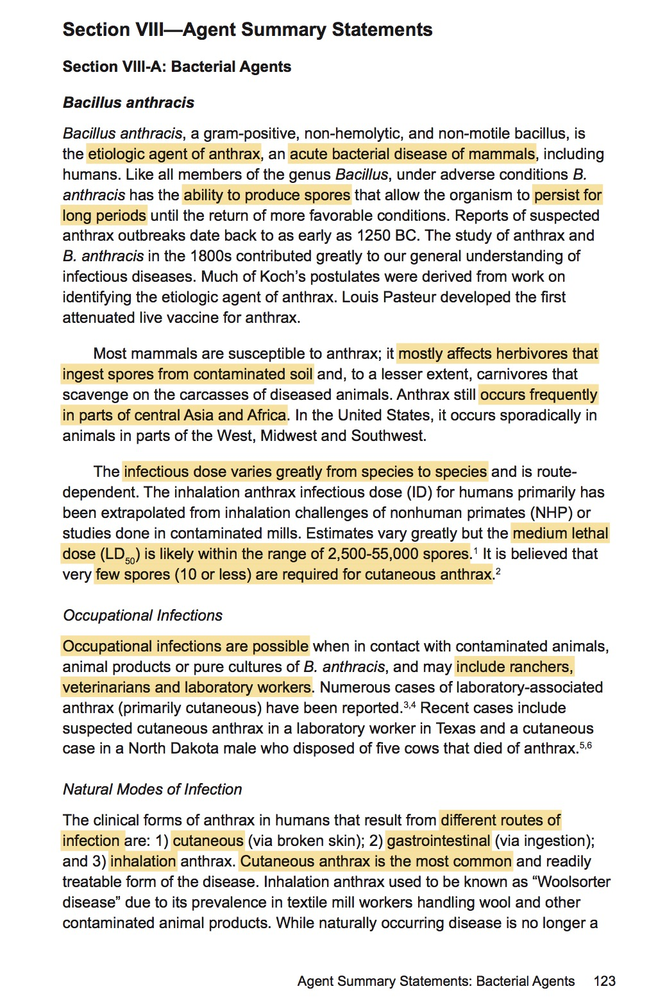 Section VIII—Agent Summary Statements
Section VIII-A: Bacterial Agents
Bacillus anthracis
Bacillus anthracis, a gram-positive, non-hemolytic, and non-motile bacillus, is
the etiologic agent of anthrax, an acute bacterial disease of mammals, including
humans. Like all members of the genus Bacillus, under adverse conditions B.
anthracis has the ability to produce spores that allow the organism to persist for
long periods until the return of more favorable conditions. Reports of suspected
anthrax outbreaks date back to as early as 1250 BC. The study of anthrax and
B. anthracis in the 1800s contributed greatly to our general understanding of
infectious diseases. Much of Koch’s postulates were derived from work on
identifying the etiologic agent of anthrax. Louis Pasteur developed the first
attenuated live vaccine for anthrax.
Most mammals are susceptible to anthrax; it mostly affects herbivores that
ingest spores from contaminated soil and, to a lesser extent, carnivores that
scavenge on the carcasses of diseased animals. Anthrax still occurs frequently
in parts of central Asia and Africa. In the United States, it occurs sporadically in
animals in parts of the West, Midwest and Southwest.
The infectious dose varies greatly from species to species and is route-
dependent. The inhalation anthrax infectious dose (ID) for humans primarily has
been extrapolated from inhalation challenges of nonhuman primates (NHP) or
studies done in contaminated mills. Estimates vary greatly but the medium lethal
dose (LD50) is likely within the range of 2,500-55,000 spores.1 It is believed that
very few spores (10 or less) are required for cutaneous anthrax.2
Occupational Infections
Occupational infections are possible when in contact with contaminated animals,
animal products or pure cultures of B. anthracis, and may include ranchers,
veterinarians and laboratory workers. Numerous cases of laboratory-associated
anthrax (primarily cutaneous) have been reported.3,4 Recent cases include
suspected cutaneous anthrax in a laboratory worker in Texas and a cutaneous
case in a North Dakota male who disposed of five cows that died of anthrax.5,6
Natural Modes of Infection
The clinical forms of anthrax in humans that result from different routes of
infection are: 1) cutaneous (via broken skin); 2) gastrointestinal (via ingestion);
and 3) inhalation anthrax. Cutaneous anthrax is the most common and readily
treatable form of the disease. Inhalation anthrax used to be known as “Woolsorter
disease” due to its prevalence in textile mill workers handling wool and other
contaminated animal products. While naturally occurring disease is no longer a
Agent Summary Statements: Bacterial Agents 123